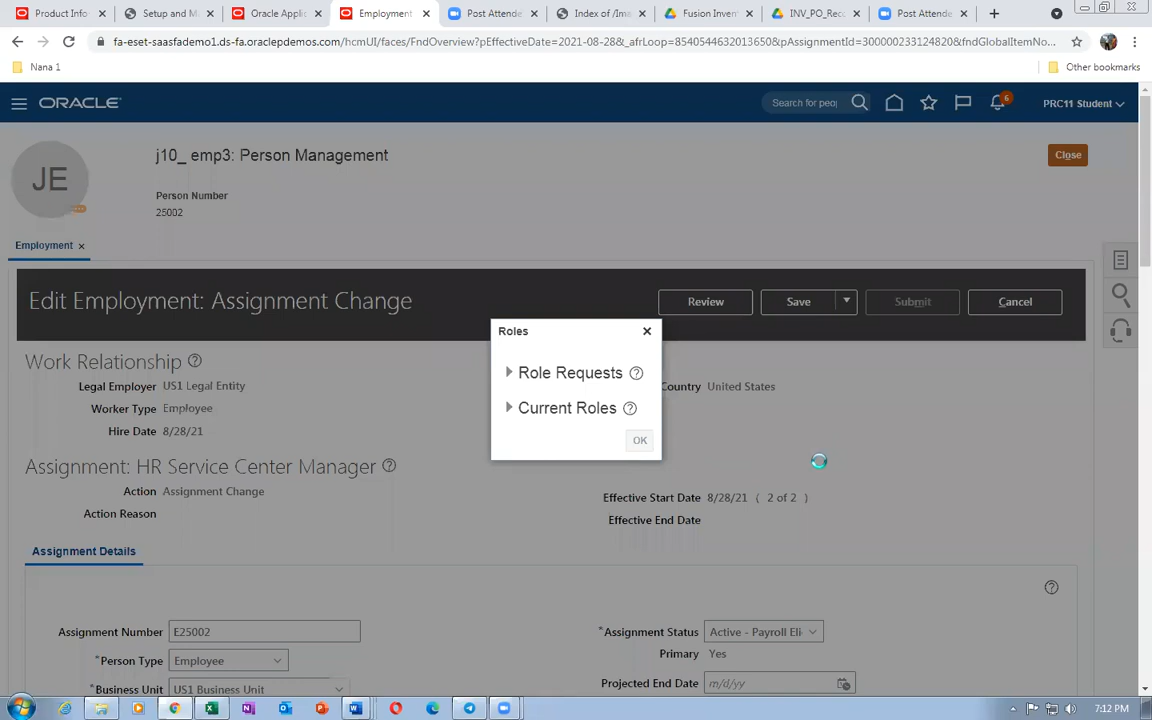 Product Info
Setup and M
Oracle Appli
Employment
Post Attende
Index of /Ima
Fusion Inven
INV_PO_Rec
Post Attende
fa-eset-saasfademo1.ds-fa.oraclepdemos.com/hcmUI/faces/FndOverview?pEffectiveDate=2021-08-28&_afrLoop=8540544632013650&pAssignmentId=300000233124820&fndGlobalItemNo...
Nana 1
Other bookmarks
ORACLE
Search for peop
6
PRC11 Student
JE
j10_ emp3: Person Management
Close
Person Number
25002
Employment
Edit Employment: Assignment Change
Review
Save
Submit
Cancel
Roles
Work Relationship
Role Requests
Legal Employer US1 Legal Entity
Country United States
Worker Type Employee
Current Roles
Hire Date 8/28/21
OK
Assignment: HR Service Center Manager
Action Assignment Change
Effective Start Date 8/28/21 ( 2 of 2 )
Action Reason
Effective End Date
Assignment Details
Assignment Number E25002
*Assignment Status Active - Payroll Eli
Primary Yes
*Person Type Employee
Projected End Date m/d/yy
*Business Unit US1 Business Unit
7:12 PM